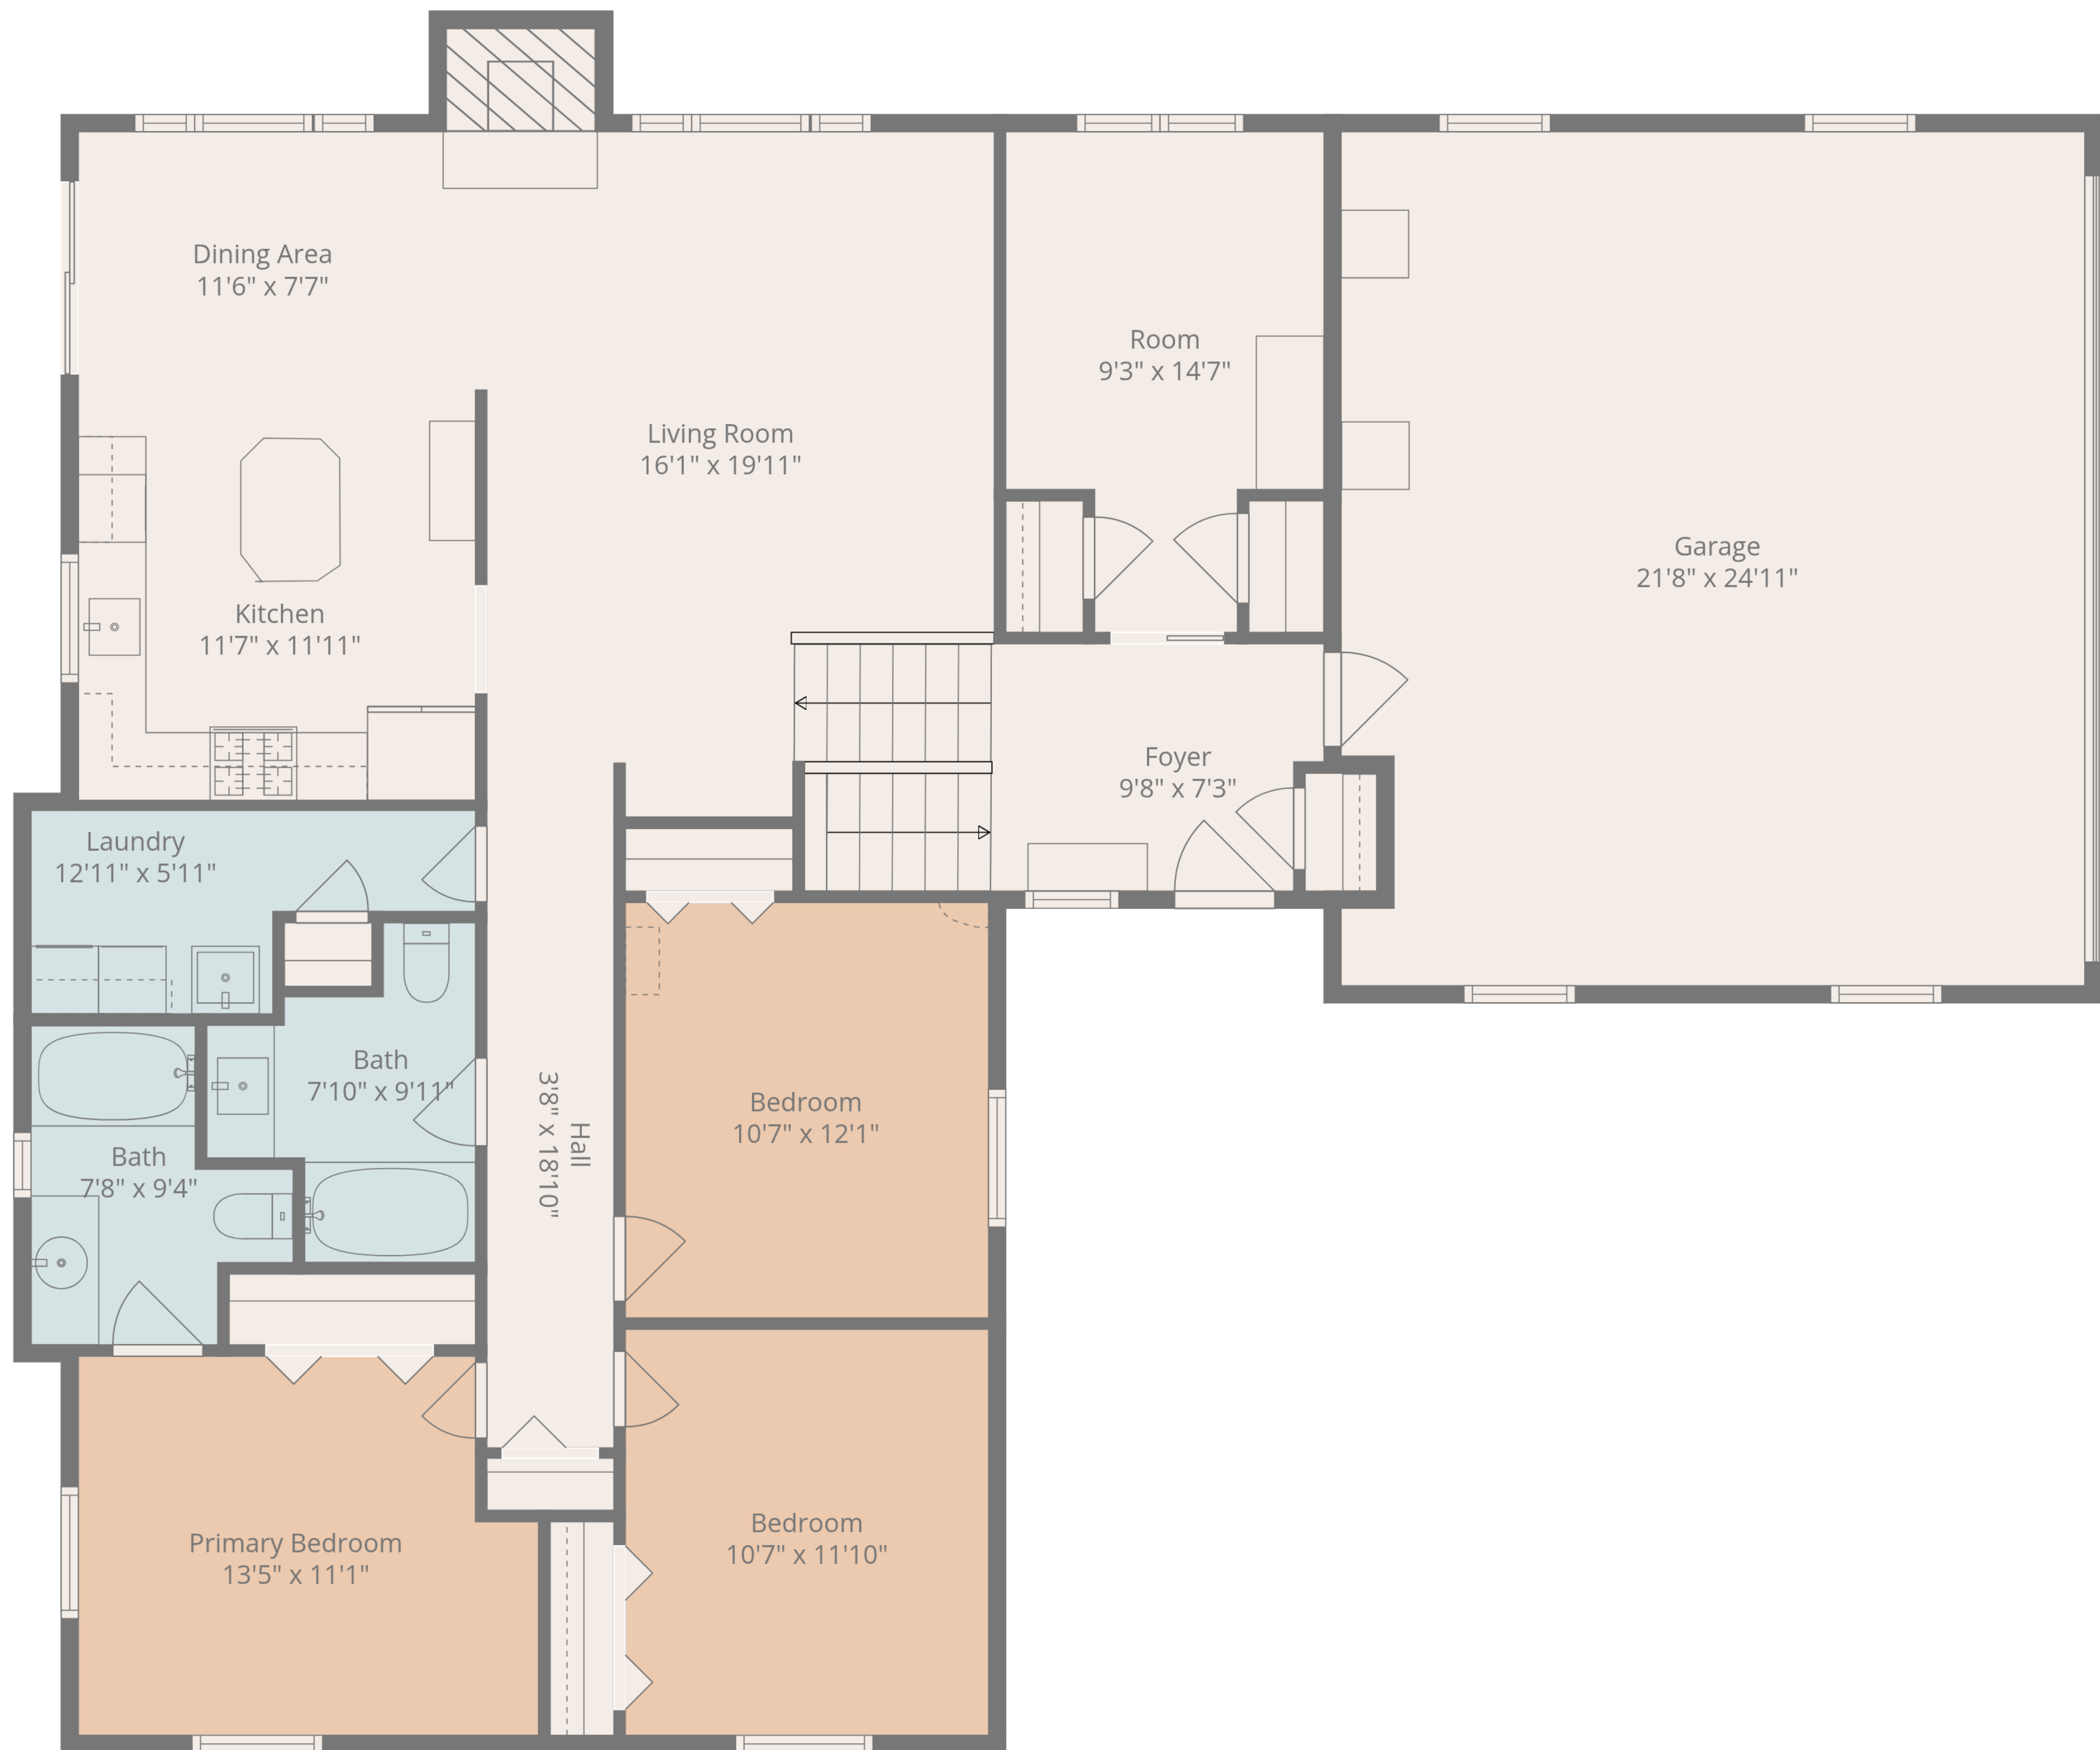 Dining Area
11'6" x 7'7"
Room
9'3" x 14'7"
Living Room
16'1" x 19'11"
Garage
21'8" x 24'11"
Kitchen
11'7" x 11'11"
Foyer
9'8" x 7'3"
Laundry
12'11" x 5'11"
Bath
7'10" x 9'11"
Hall
3'8" x 18'10"
Bedroom
10'7" x 12'1"
Bath
7'8" x 9'4"
Primary Bedroom
13'5" x 11'1"
Bedroom
10'7" x 11'10"